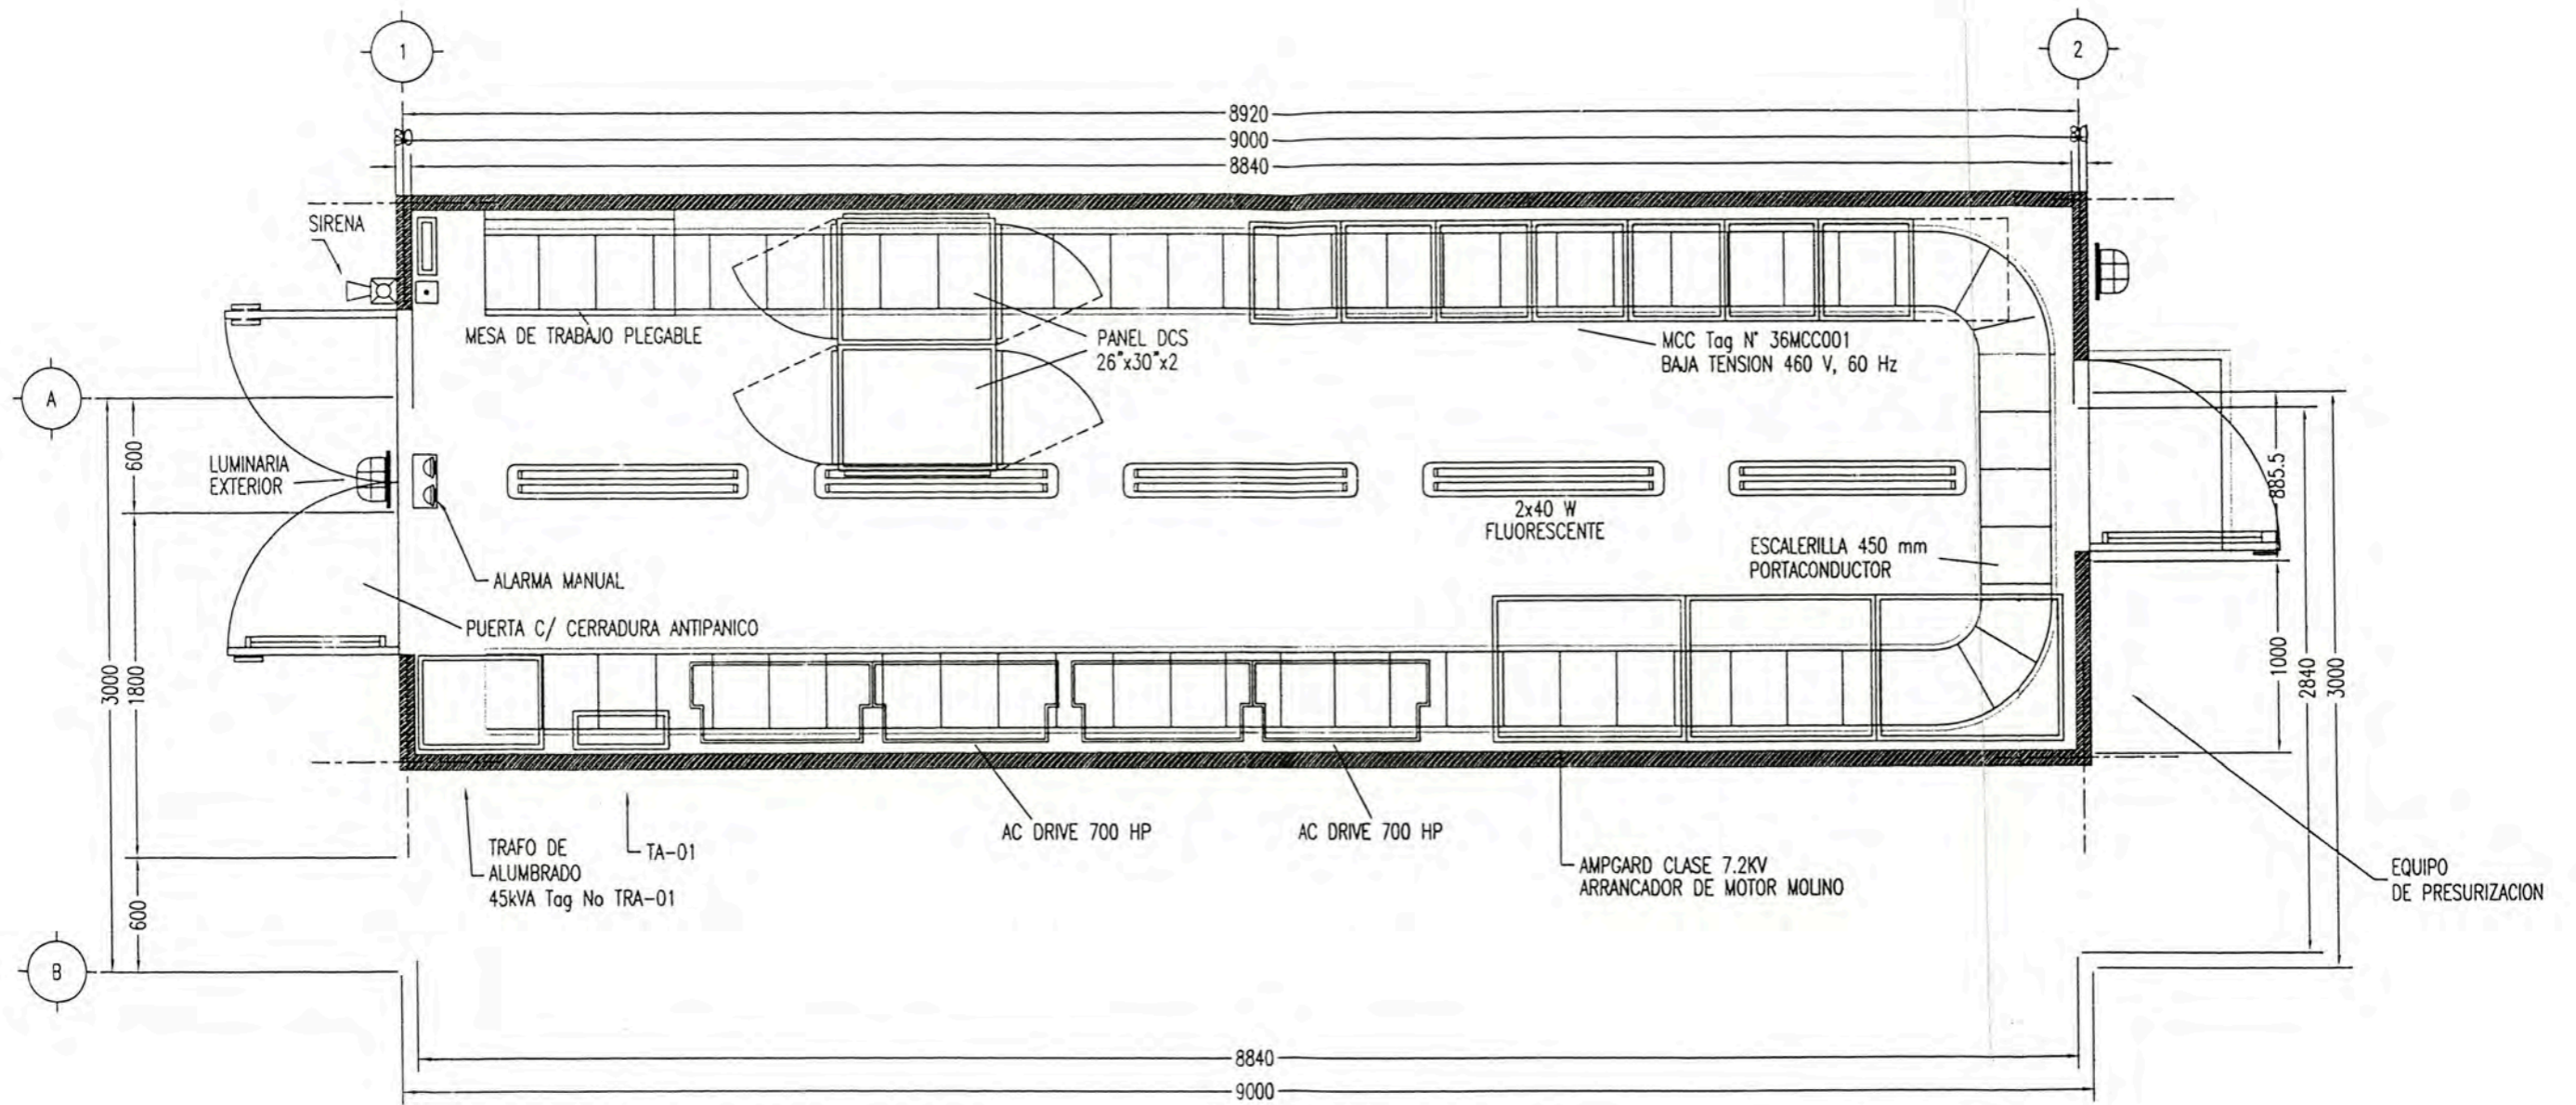 1
2
8920
9000
8840
SIRENA
MESA DE TRABAJO PLEGABLE
PANEL DCS
26"x30"x2
MCC Tag N° 36MCC001
BAJA TENSION 460 V, 60 Hz
A
600
LUMINARIA
EXTERIOR
885.5
2x40 W
FLUORESCENTE
ESCALERILLA 450 mm
PORTACONDUCTOR
ALARMA MANUAL
PUERTA C/ CERRADURA ANTIPANICO
3000
1800
1000
2840
3000
TRAFO DE
ALUMBRADO
45kVA Tag No TRA-01
TA-01
AC DRIVE 700 HP
AC DRIVE 700 HP
AMPGARD CLASE 7.2KV
ARRANCADOR DE MOTOR MOLINO
EQUIPO
DE PRESURIZACION
600
B
8840
9000